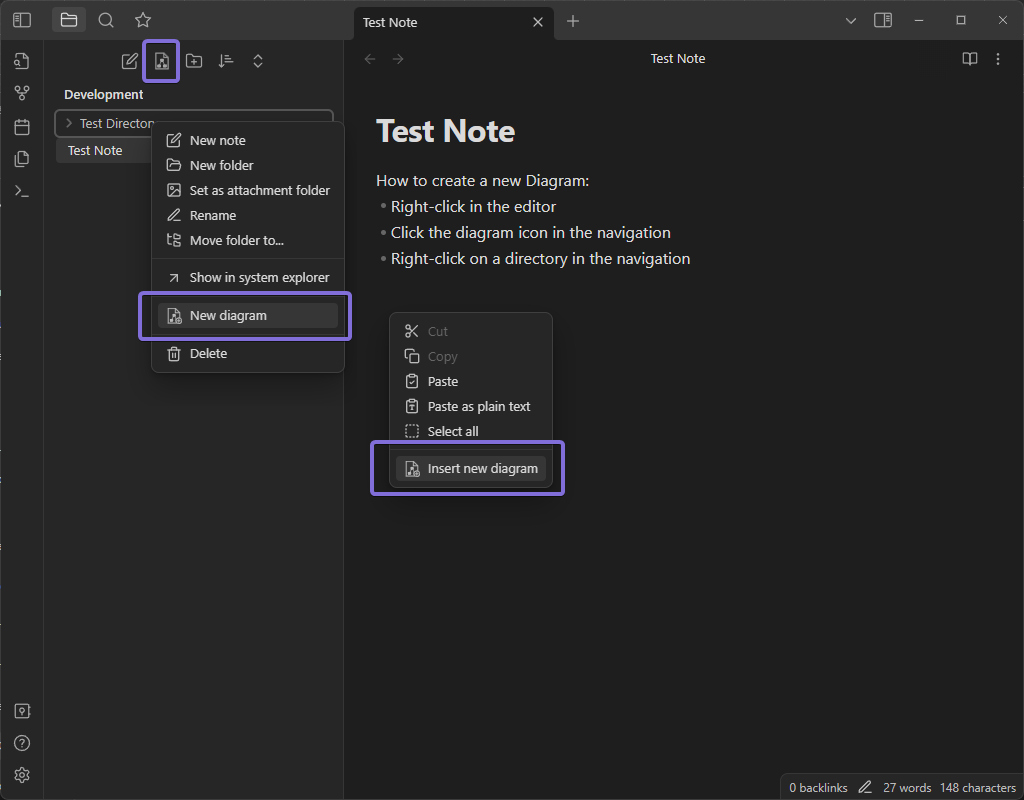 Test Note
Test Note
Development
Test Directory
Test Note
New note
New folder
Set as attachment folder
Rename
Move folder to...
Show in system explorer
New diagram
Delete
Test Note
How to create a new Diagram:
Right-click in the editor
Click the diagram icon in the navigation
Right-click on a directory in the navigation
Cut
Copy
Paste
Paste as plain text
Select all
Insert new diagram
0 backlinks 27 words 148 characters